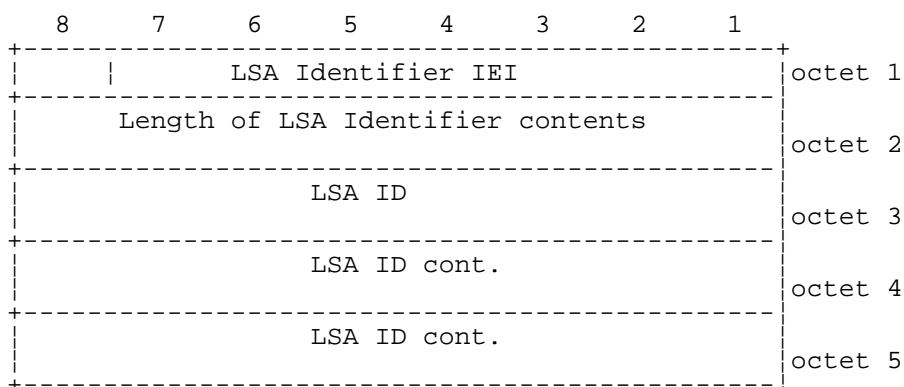 8 7 6 5 4 3 2 1
LSA Identifier IEI octet 1
Length of LSA Identifier contents
octet 2
LSA ID
octet 3
LSA ID cont.
octet 4
LSA ID cont.
octet 5